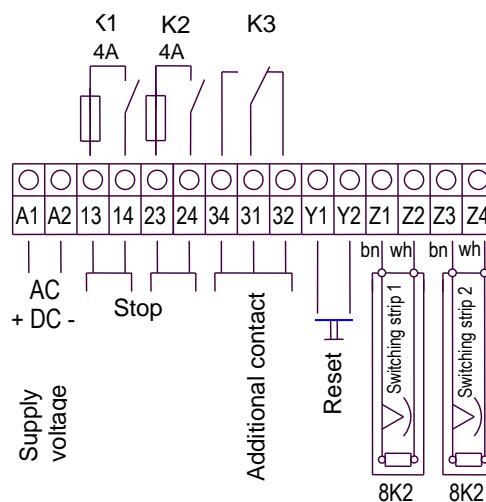 K1 K2 K3
4A 4A
A1 A2 13 14 23 24 34 31 32 Y1 Y2 Z1 Z2 Z3 Z4
bn wh bn wh
AC
+ DC -
Stop
Supply
voltage
Additional contact
Reset
Switching strip 1
Switching strip 2
8K2 8K2